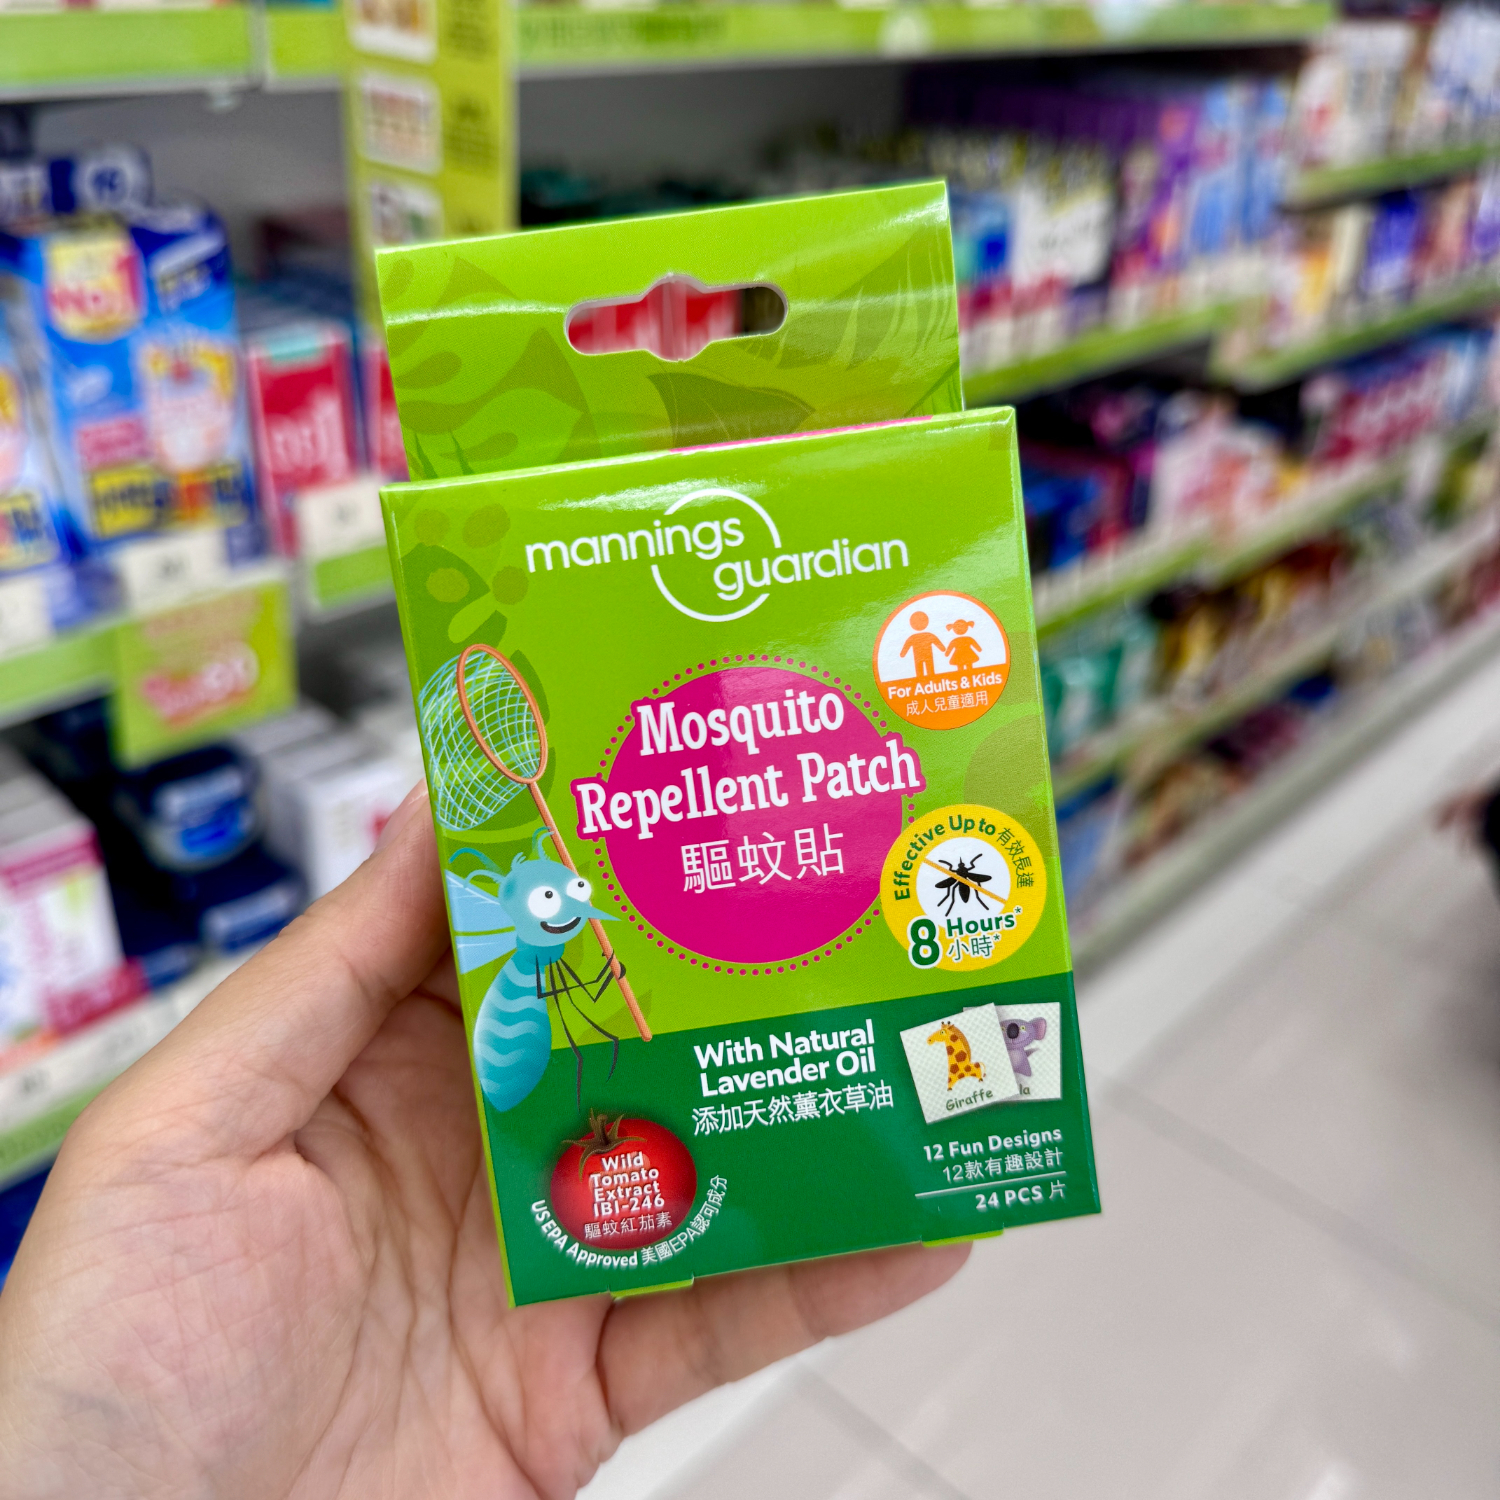 mannings
guardian
For Adults & Kids
成人兒童適用
Mosquito
Repellent Patch
驅蚊貼
Effective Up to 有效長達
8 Hours*
小時*
With Natural
Lavender Oil
添加天然薰衣草油
Giraffe
la
12 Fun Designs
12款有趣設計
24 PCS 片
Wild
Tomato
Extract
IBI-246
驅蚊紅茄素
US EPA Approved 美國EPA認可成分